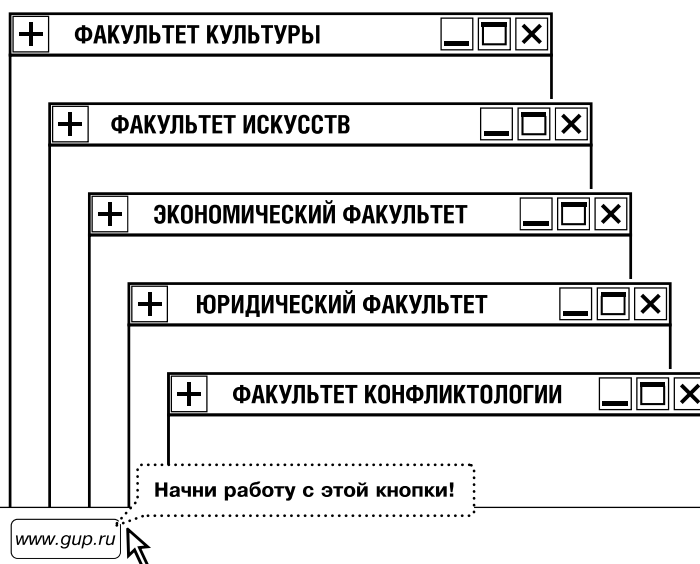 ФАКУЛЬТЕТ КУЛЬТУРЫ
ФАКУЛЬТЕТ ИСКУССТВ
ЭКОНОМИЧЕСКИЙ ФАКУЛЬТЕТ
ЮРИДИЧЕСКИЙ ФАКУЛЬТЕТ
ФАКУЛЬТЕТ КОНФЛИКТОЛОГИИ
Начни работу с этой кнопки!
www.gup.ru